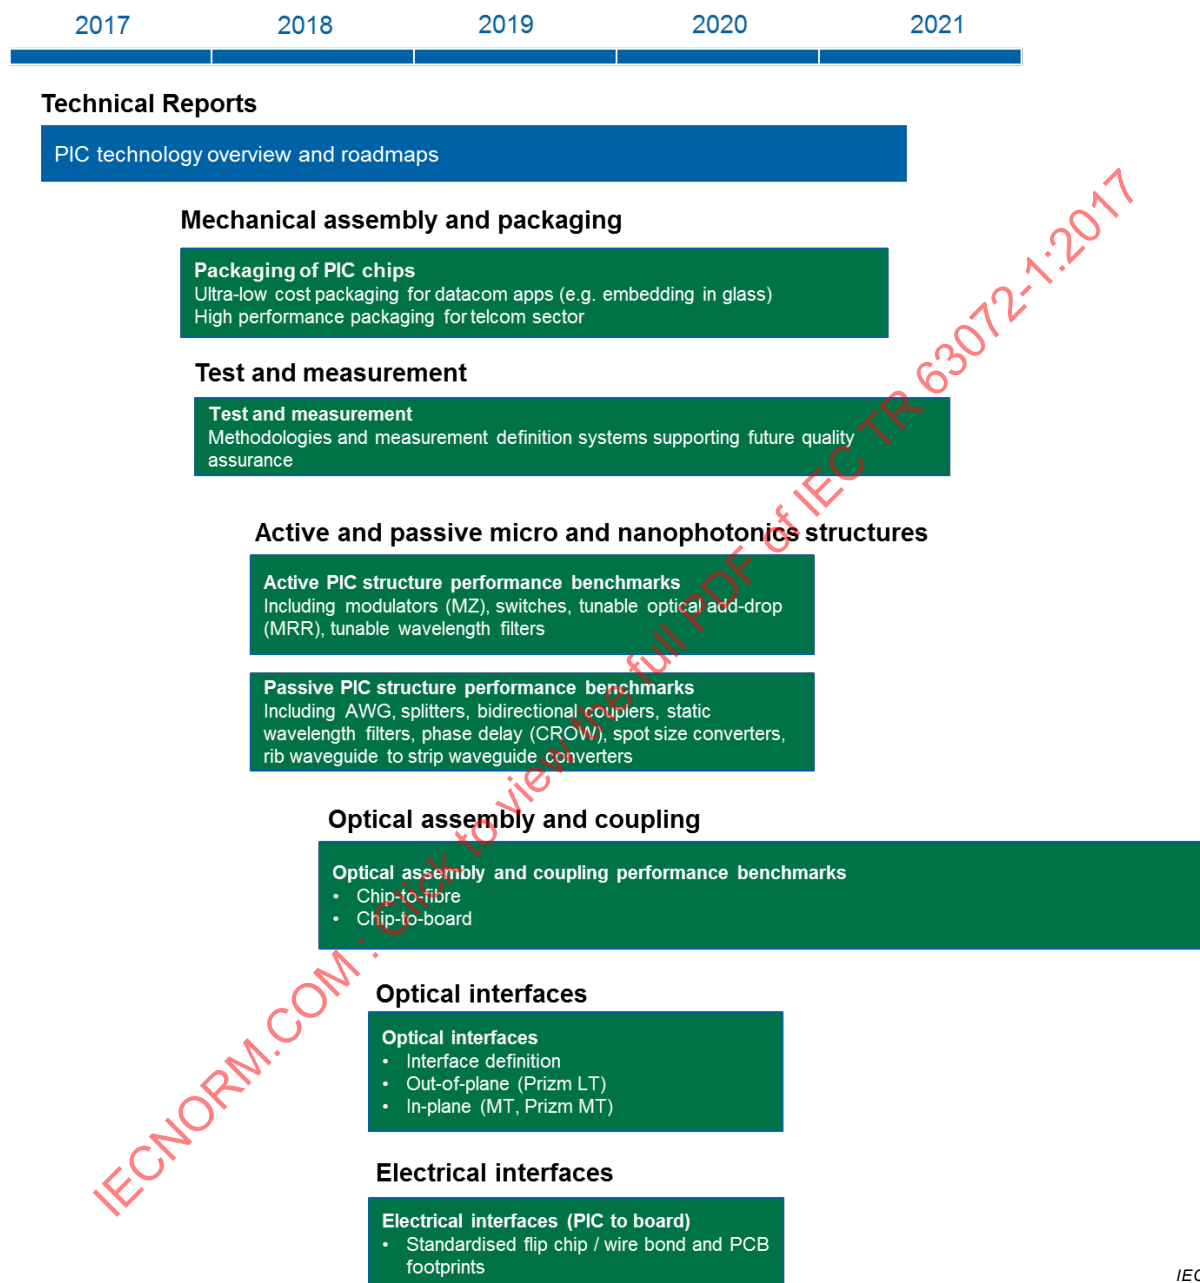 2017 2018 2019 2020 2021
Technical Reports
PIC technology overview and roadmaps
Mechanical assembly and packaging
Packaging of PIC chips
Ultra-low cost packaging for datacom apps (e.g. embedding in glass)
High performance packaging for telcom sector
Test and measurement
Test and measurement
Methodologies and measurement definition systems supporting future quality
assurance
Active and passive micro and nanophotonics structures
Active PIC structure performance benchmarks
Including modulators (MZ), switches, tunable optical add-drop
(MRR), tunable wavelength filters
Passive PIC structure performance benchmarks
Including AWG, splitters, bidirectional couplers, static
wavelength filters, phase delay (CROW), spot size converters,
rib waveguide to strip waveguide converters
Optical assembly and coupling
Optical assembly and coupling performance benchmarks
• Chip-to-fibre
• Chip-to-board
Optical interfaces
Optical interfaces
• Interface definition
• Out-of-plane (Prizm LT)
• In-plane (MT, Prizm MT)
Electrical interfaces
Electrical interfaces (PIC to board)
• Standardised flip chip / wire bond and PCB
footprints
IEC
IECNORM.COM : Click to view the full PDF of IEC TR 63072-1:2017